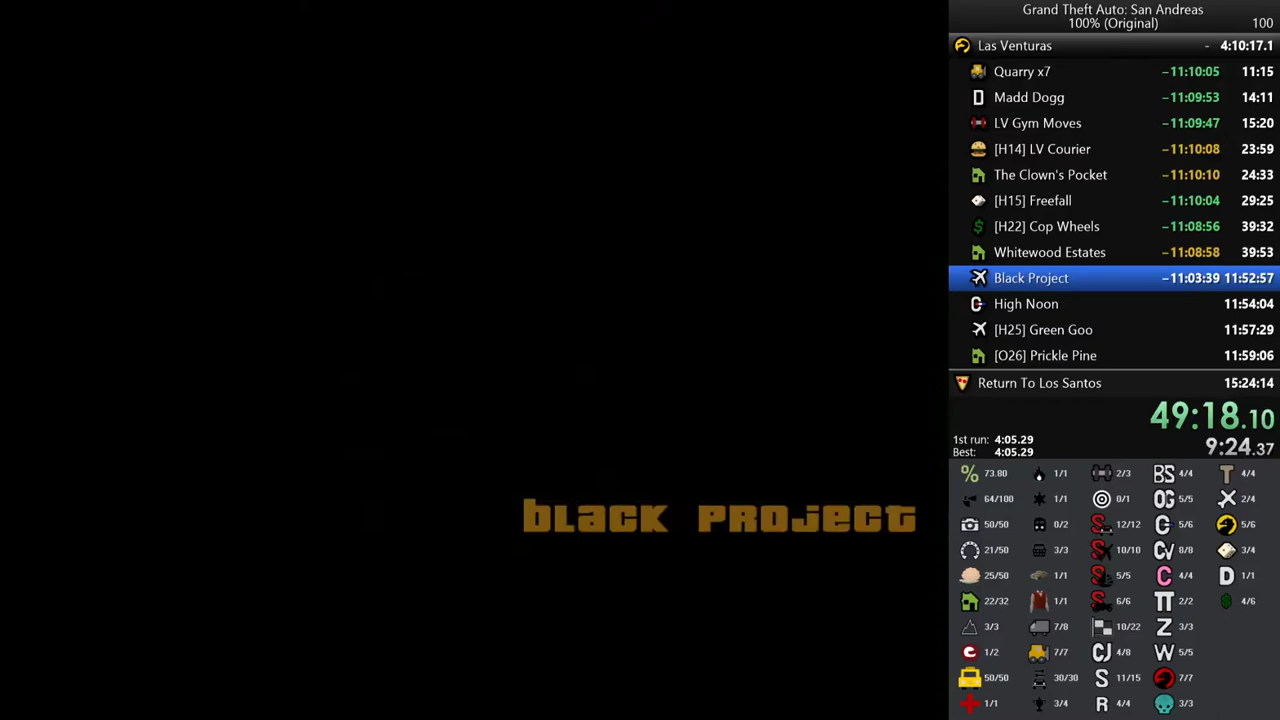 Grand Theft Auto: San Andreas
100% (Original) 100
Las Venturas - 4:10:17.1
Quarry x7 -11:10:05 11:15
D Madd Dogg -11:09:53 14:11
LV Gym Moves -11:09:47 15:20
[H14] LV Courier -11:10:08 23:59
The Clown's Pocket -11:10:10 24:33
[H15] Freefall -11:10:04 29:25
$ [H22] Cop Wheels -11:08:56 39:32
Whitewood Estates -11:08:58 39:53
Black Project -11:03:39 11:52:57
C High Noon 11:54:04
[H25] Green Goo 11:57:29
[O26] Prickle Pine 11:59:06
Return To Los Santos 15:24:14
49:18.10
1st run: 4:05.29
Best: 4:05.29
9:24.37
% 73.80 1/1 2/3 BS 4/4 T 4/4
64/100 1/1 0/1 OG 5/5 2/4
50/50 0/2 S 12/12 C 5/6 5/6
21/50 3/3 S 10/10 CV 8/8 3/4
25/50 1/1 S 5/5 C 4/4 D 1/1
22/32 1/1 S 6/6 2/2 $ 4/6
3/3 7/8 10/22 Z 3/3
1/2 7/7 CJ 4/8 W 5/5
50/50 30/30 S 11/15 7/7
1/1 3/4 R 4/4 3/3
black project